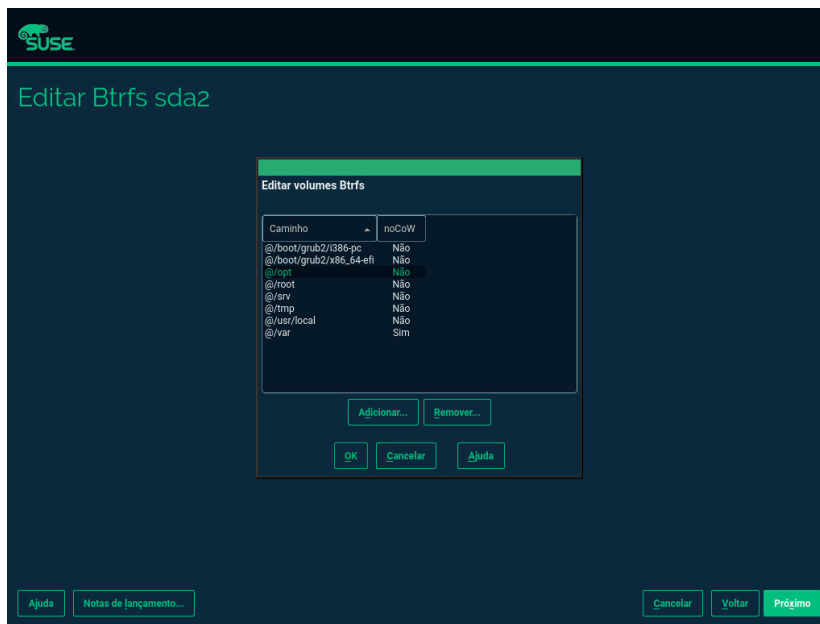 SUSE
Editar Btrfs sda2
Editar volumes Btrfs
Caminho noCoW
@/boot/grub2/i386-pc Não
@/boot/grub2/x86_64-efi Não
@/opt Não
@/root Não
@/srv Não
@/tmp Não
@/usr/local Não
@/var Sim
Adicionar... Remover...
OK Cancelar Ajuda
Ajuda Notas de lançamento... Cancelar Voltar Próximo